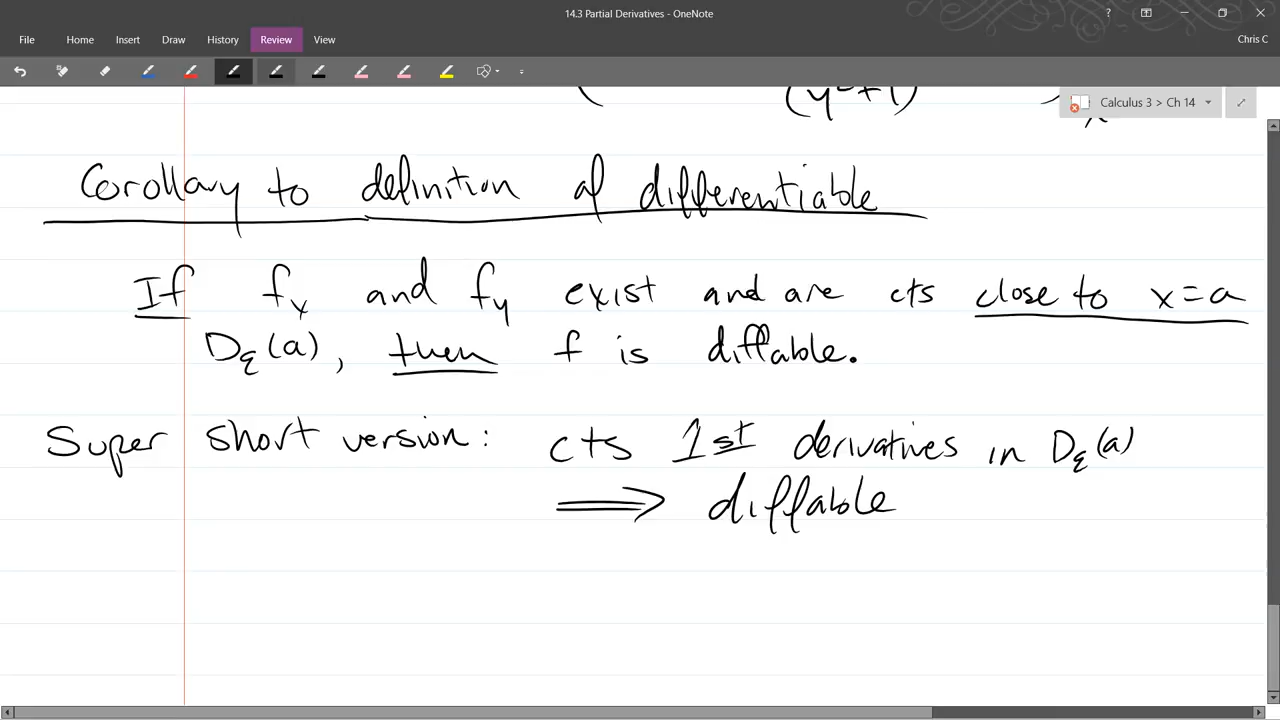 14.3 Partial Derivatives - OneNote
File Home Insert Draw History Review View
Chris C
Calculus 3 > Ch 14
(y²+1)
x
Corollary to definition of differentiable
If fx and fy exist and are cts close to x=a
Dε(a), then f is diffable.
Super short version: cts 1st derivatives in Dε(a)
⟹ diffable